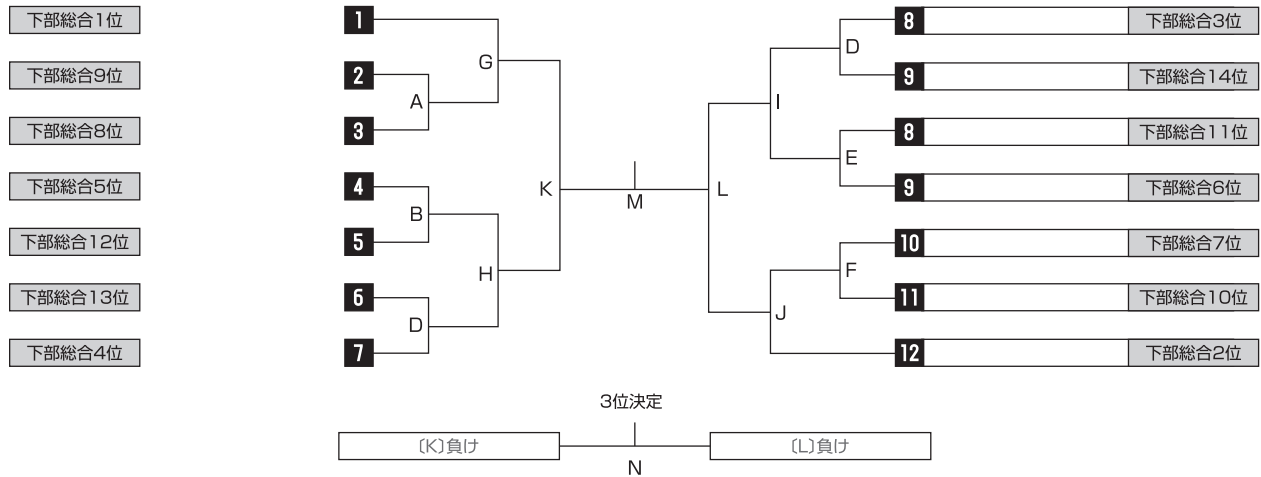 下部総合1位 1 8 下部総合3位
G D
下部総合9位 2 9 下部総合14位
A I
下部総合8位 3 8 下部総合11位
E
下部総合5位 4 9 下部総合6位
B K M L
下部総合12位 5 10 下部総合7位
H F
下部総合13位 6 11 下部総合10位
D J
下部総合4位 7 12 下部総合2位
3位決定
〔K〕負け 〔L〕負け
N